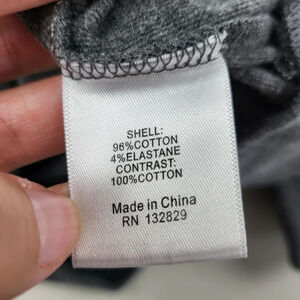 SHELL:
96%COTTON
4%ELASTANE
CONTRAST:
100%COTTON
Made in China
RN 132829